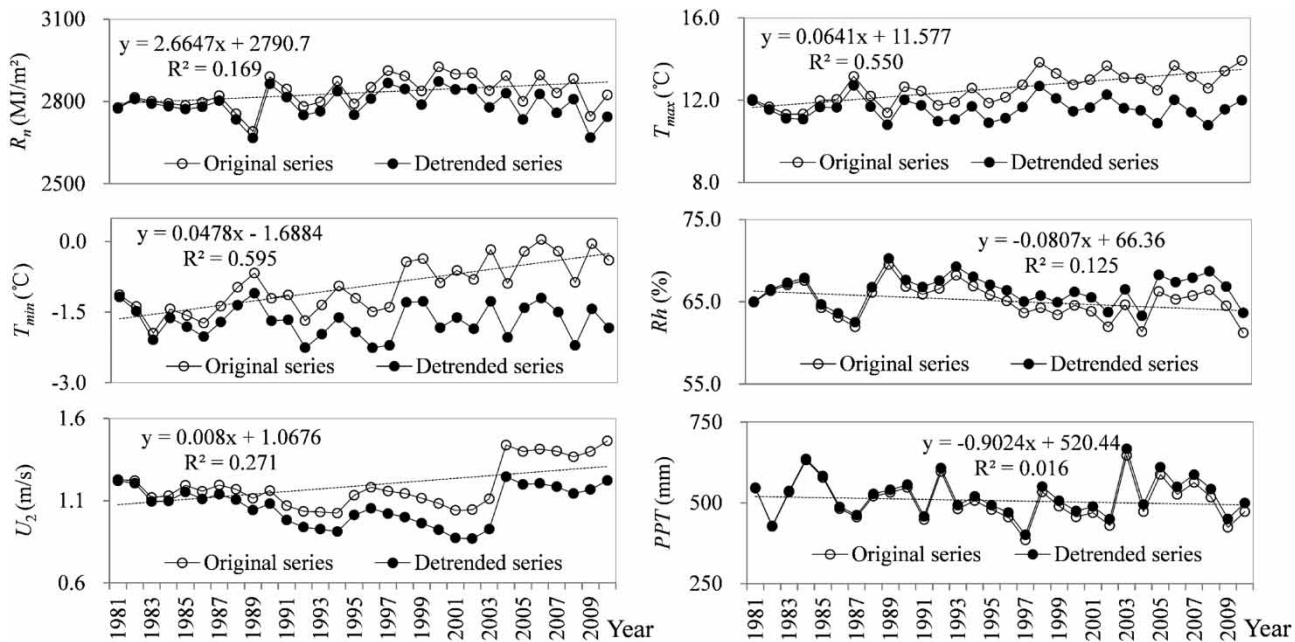 3100
2800
2500
Rₙ (MJ/m²)
y = 2.6647x + 2790.7
R² = 0.169
Original series
Detrended series
16.0
12.0
8.0
Tₘₐₓ (℃)
y = 0.0641x + 11.577
R² = 0.550
Original series
Detrended series
0.0
-1.5
-3.0
Tₘᵢₙ (℃)
y = 0.0478x - 1.6884
R² = 0.595
Original series
Detrended series
75.0
65.0
55.0
Rh (%)
y = -0.0807x + 66.36
R² = 0.125
Original series
Detrended series
1.6
1.1
0.6
U₂ (m/s)
y = 0.008x + 1.0676
R² = 0.271
Original series
Detrended series
1981
1983
1985
1987
1989
1991
1993
1995
1997
1999
2001
2003
2005
2007
2009
Year
750
500
250
PPT (mm)
y = -0.9024x + 520.44
R² = 0.016
Original series
Detrended series
1981
1983
1985
1987
1989
1991
1993
1995
1997
1999
2001
2003
2005
2007
2009
Year